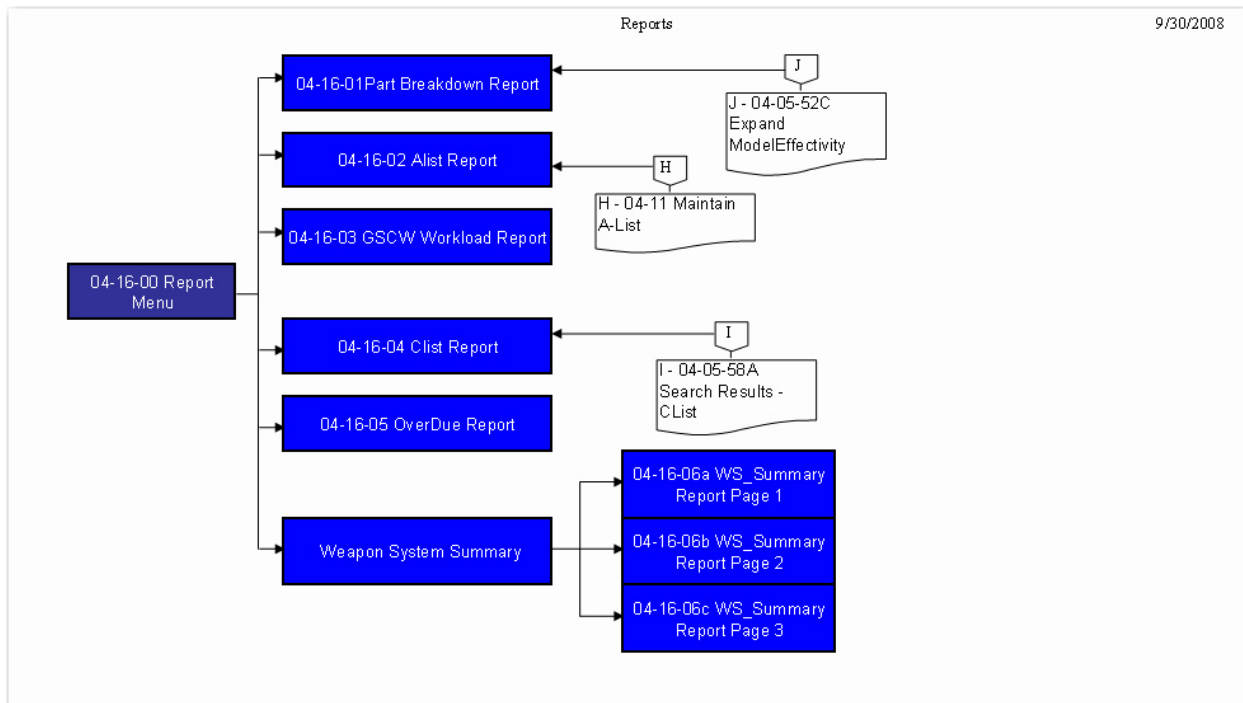 Reports
9/30/2008
04-16-01Part Breakdown Report
J
J - 04-05-52C
Expand
ModelEffectivity
04-16-02 Alist Report
H
H - 04-11 Maintain
A-List
04-16-03 GSCW Workload Report
04-16-00 Report
Menu
04-16-04 Clist Report
I
I - 04-05-58A
Search Results -
CList
04-16-05 OverDue Report
04-16-06a WS_Summary
Report Page 1
Weapon System Summary
04-16-06b WS_Summary
Report Page 2
04-16-06c WS_Summary
Report Page 3